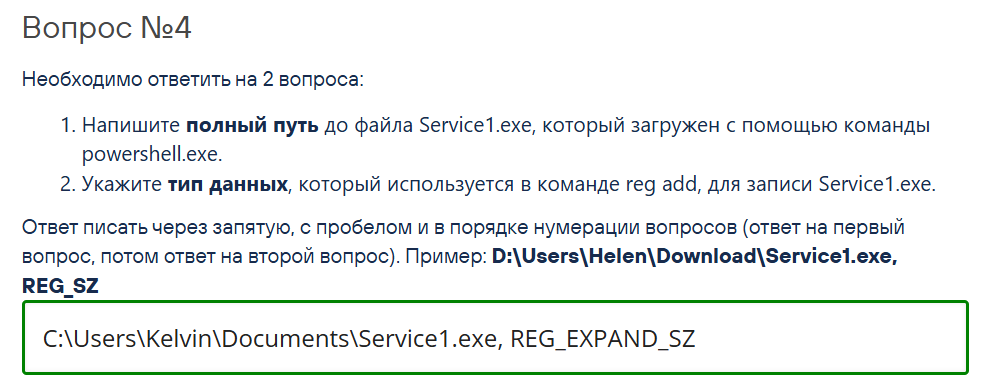 Вопрос №4
Необходимо ответить на 2 вопроса:
1. Напишите полный путь до файла Service1.exe, который загружен с помощью команды
powershell.exe.
2. Укажите тип данных, который используется в команде reg add, для записи Service1.exe.
Ответ писать через запятую, с пробелом и в порядке нумерации вопросов (ответ на первый
вопрос, потом ответ на второй вопрос). Пример: D:\Users\Helen\Download\Service1.exe,
REG_SZ
C:\Users\Kelvin\Documents\Service1.exe, REG_EXPAND_SZ